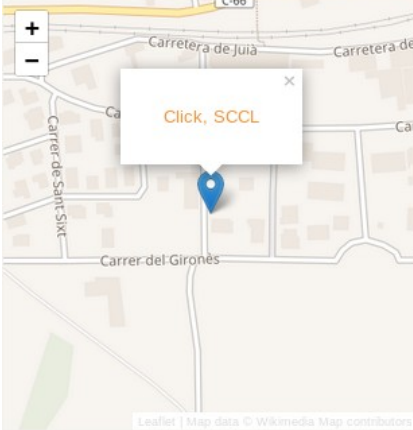 C-66
+
−
Carretera de Juià
Carretera de
×
Ca
Click, SCCL
Ca
Carrer de Sant Sixt
Carrer del Gironès
Leaflet | Map data © Wikimedia Map contributors